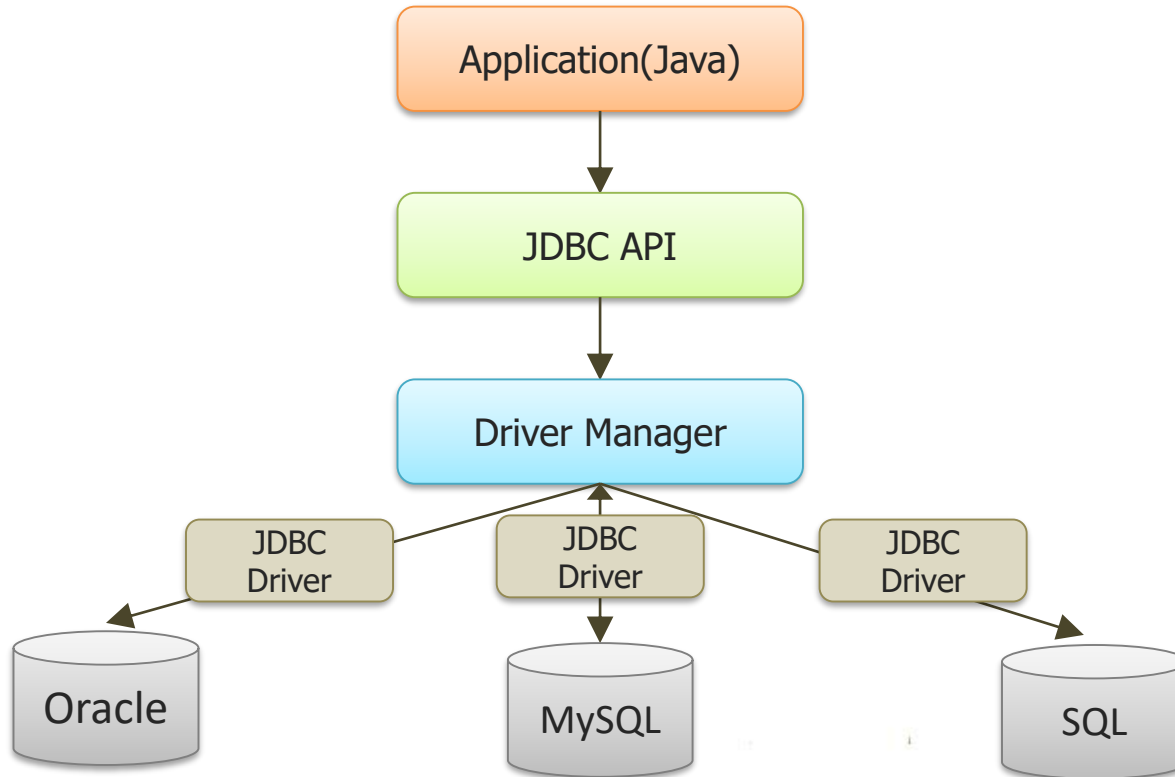 Application(Java)
JDBC API
Driver Manager
JDBC
Driver
JDBC
Driver
JDBC
Driver
Oracle
MySQL
SQL